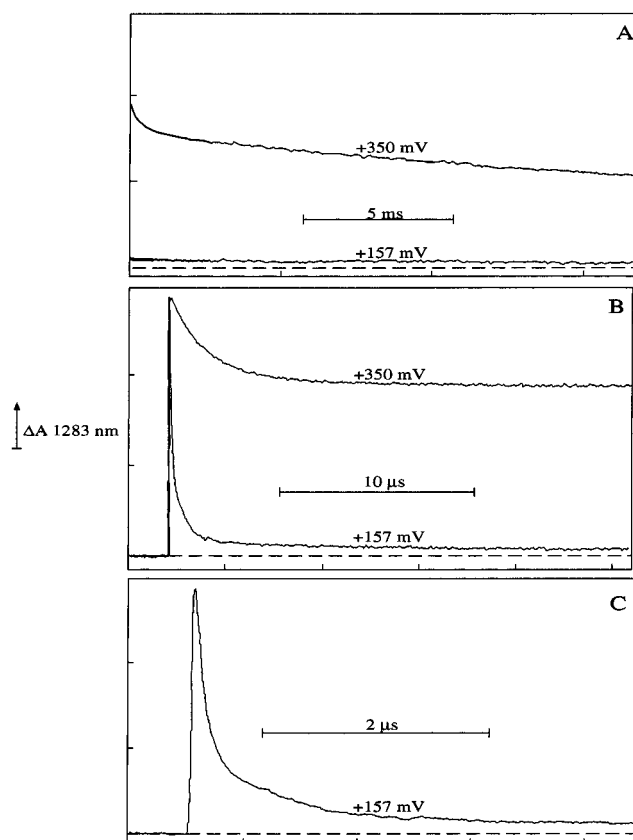 A
+350 mV
5 ms
+157 mV
B
+350 mV
ΔA 1283 nm
10 μs
+157 mV
C
2 μs
+157 mV